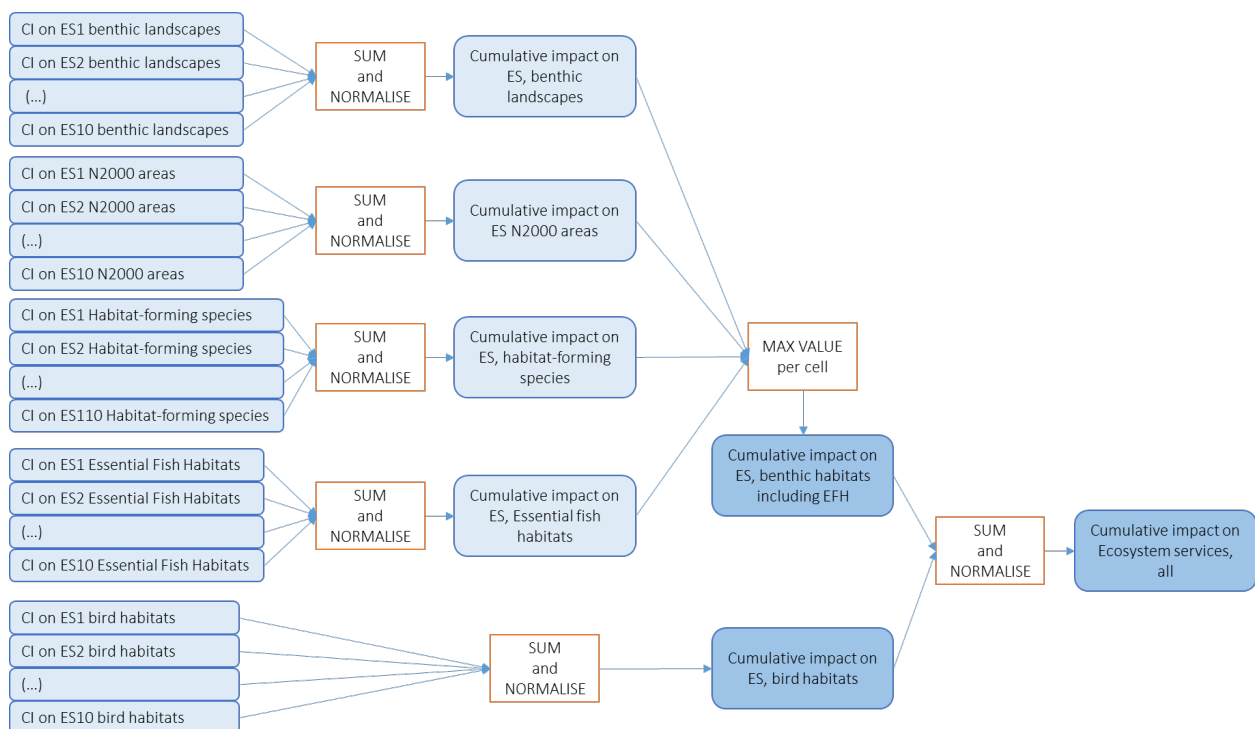 CI on ES1 benthic landscapes
CI on ES2 benthic landscapes
(...)
CI on ES10 benthic landscapes
SUM
and
NORMALISE
Cumulative impact on
ES, benthic
landscapes
CI on ES1 N2000 areas
CI on ES2 N2000 areas
(...)
CI on ES10 N2000 areas
SUM
and
NORMALISE
Cumulative impact on
ES N2000 areas
CI on ES1 Habitat-forming species
CI on ES2 Habitat-forming species
(...)
CI on ES110 Habitat-forming species
SUM
and
NORMALISE
Cumulative impact on
ES, habitat-forming
species
MAX VALUE
per cell
CI on ES1 Essential Fish Habitats
CI on ES2 Essential Fish Habitats
(...)
CI on ES10 Essential Fish Habitats
SUM
and
NORMALISE
Cumulative impact on
ES, Essential fish
habitats
Cumulative impact on
ES, benthic habitats
including EFH
SUM
and
NORMALISE
Cumulative impact on
Ecosystem services,
all
CI on ES1 bird habitats
CI on ES2 bird habitats
(...)
CI on ES10 bird habitats
SUM
and
NORMALISE
Cumulative impact on
ES, bird habitats